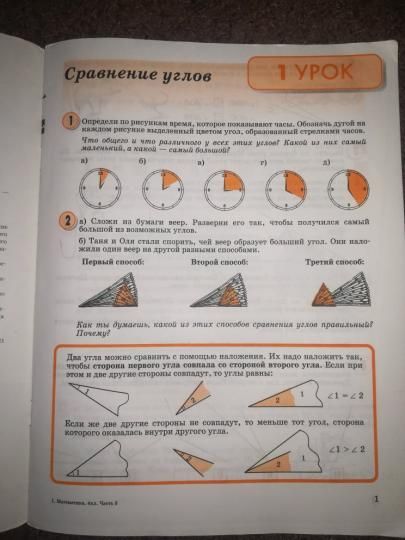 Сравнение углов
1 УРОК
1 Определи по рисункам время, которое показывают часы. Обозначь дугой на
каждом рисунке выделенный цветом угол, образованный стрелками часов.
Что общего и что различного у всех этих углов? Какой из них самый
маленький, а какой — самый большой?
а) б) в) г) д)
2 а) Сложи из бумаги веер. Разверни его так, чтобы получился самый
большой из возможных углов.
б) Таня и Оля стали спорить, чей веер образует больший угол. Они нало-
жили один веер на другой разными способами.
Первый способ: Второй способ: Третий способ:
Как ты думаешь, какой из этих способов сравнения углов правильный?
Почему?
Два угла можно сравнить с помощью наложения. Их надо наложить так,
чтобы сторона первого угла совпала со стороной второго угла. Если при
этом и две другие стороны совпадут, то углы равны:
1 2 2 1 ∠1 = ∠2
Если же две другие стороны не совпадут, то меньше тот угол, сторона
которого оказалась внутри другого угла.
1 2 2 1 ∠1 > ∠2
1. Математика, 4кл. Часть 3
1